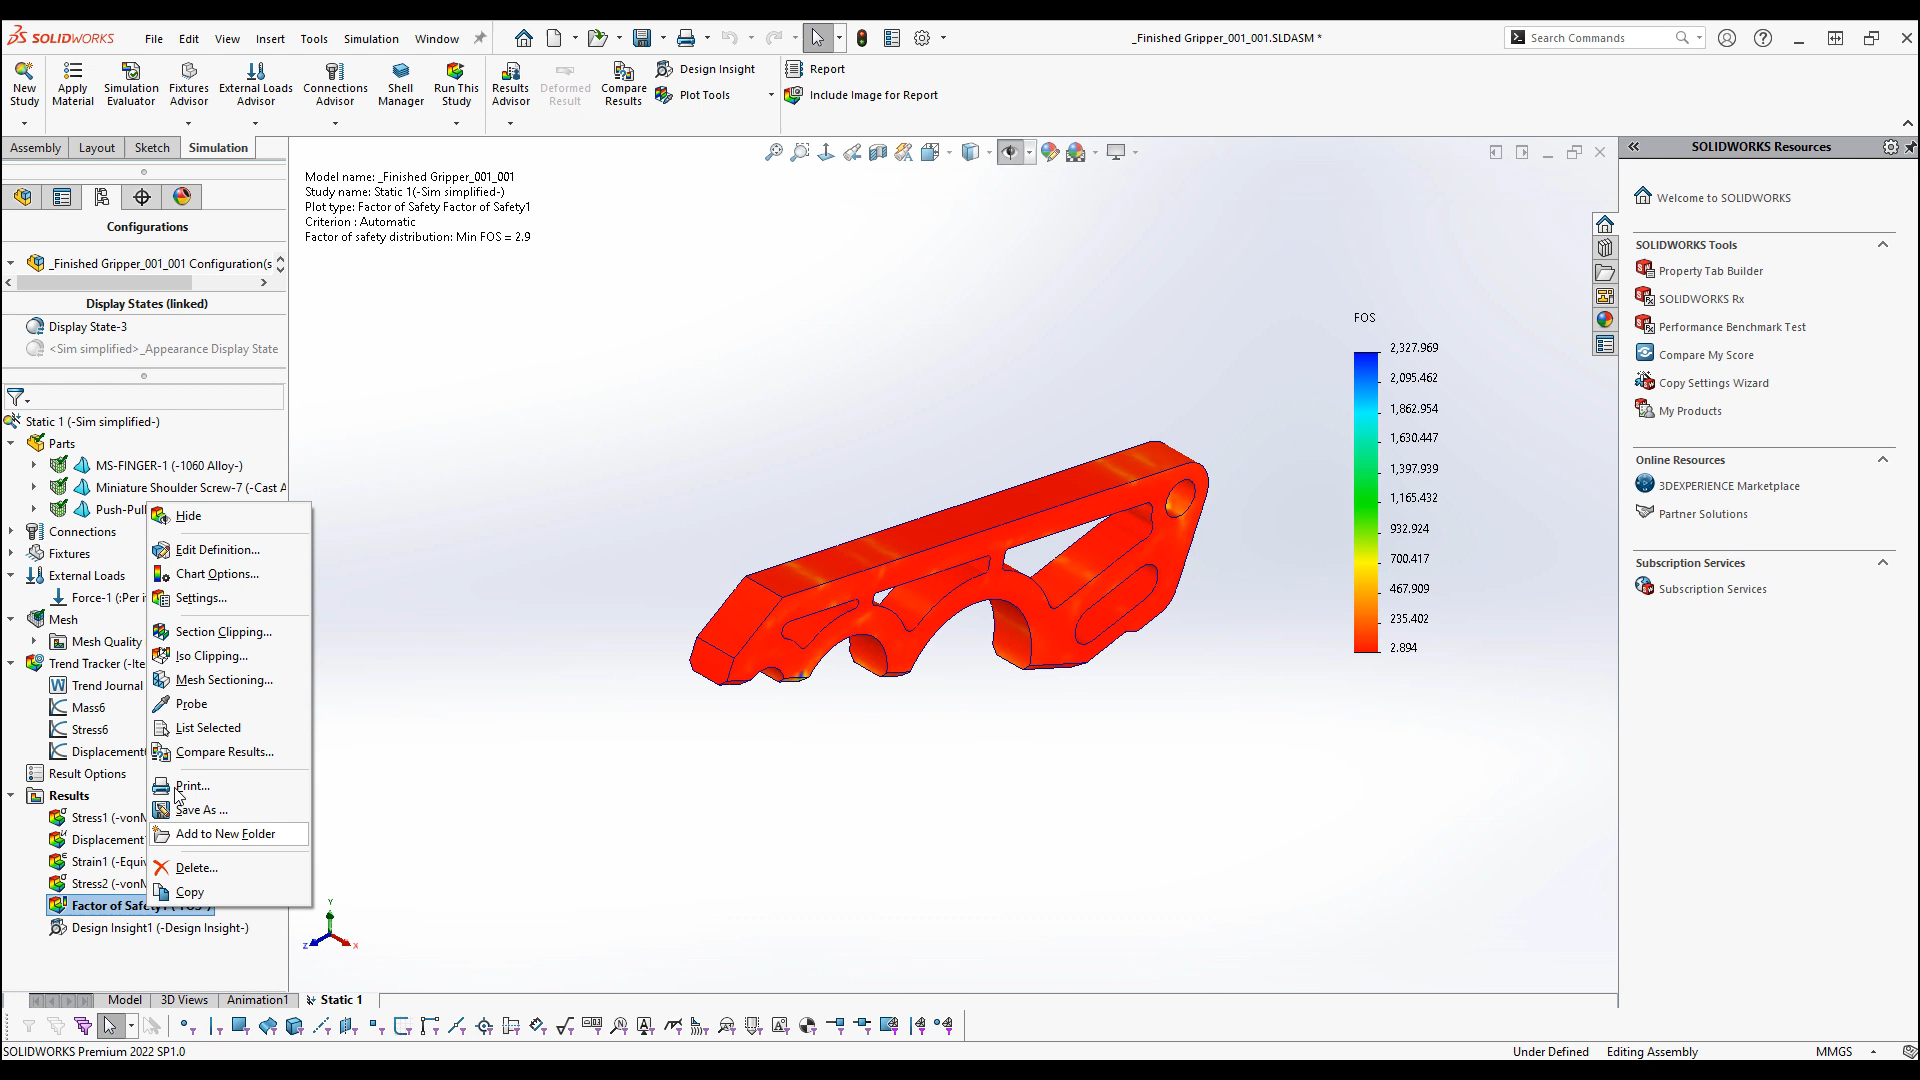 SOLIDWORKS
File Edit View Insert Tools Simulation Window
_Finished Gripper_001_001.SLDASM *
Search Commands
New Study
Apply Material
Simulation Evaluator
Fixtures Advisor
External Loads Advisor
Connections Advisor
Shell Manager
Run This Study
Results Advisor
Deformed Result
Compare Results
Design Insight
Plot Tools
Report
Include Image for Report
Assembly Layout Sketch Simulation
Configurations
_Finished Gripper_001_001 Configuration(s
Display States (linked)
Display State-3
<Sim simplified>_Appearance Display State
Static 1 (-Sim simplified-)
Parts
MS-FINGER-1 (-1060 Alloy-)
Miniature Shoulder Screw-7 (-Cast A
Push-Pul
Connections
Fixtures
External Loads
Force-1 (:Per i
Mesh
Mesh Quality
Trend Tracker (-Ite
Trend Journal
Mass6
Stress6
Displacement
Result Options
Results
Stress1 (-vonM
Displacement
Strain1 (-Equiv
Stress2 (-vonM
Factor of Safety
Design Insight1 (-Design Insight-)
Hide
Edit Definition...
Chart Options...
Settings...
Section Clipping...
Iso Clipping...
Mesh Sectioning...
Probe
List Selected
Compare Results...
Print...
Save As ...
Add to New Folder
Delete...
Copy
Model name: _Finished Gripper_001_001
Study name: Static 1(-Sim simplified-)
Plot type: Factor of Safety Factor of Safety1
Criterion : Automatic
Factor of safety distribution: Min FOS = 2.9
FOS
2,327.969
2,095.462
1,862.954
1,630.447
1,397.939
1,165.432
932.924
700.417
467.909
235.402
2.894
Y
Z
X
SOLIDWORKS Resources
Welcome to SOLIDWORKS
SOLIDWORKS Tools
Property Tab Builder
SOLIDWORKS Rx
Performance Benchmark Test
Compare My Score
Copy Settings Wizard
My Products
Online Resources
3DEXPERIENCE Marketplace
Partner Solutions
Subscription Services
Subscription Services
Model 3D Views Animation1 Static 1
SOLIDWORKS Premium 2022 SP1.0
Under Defined Editing Assembly MMGS